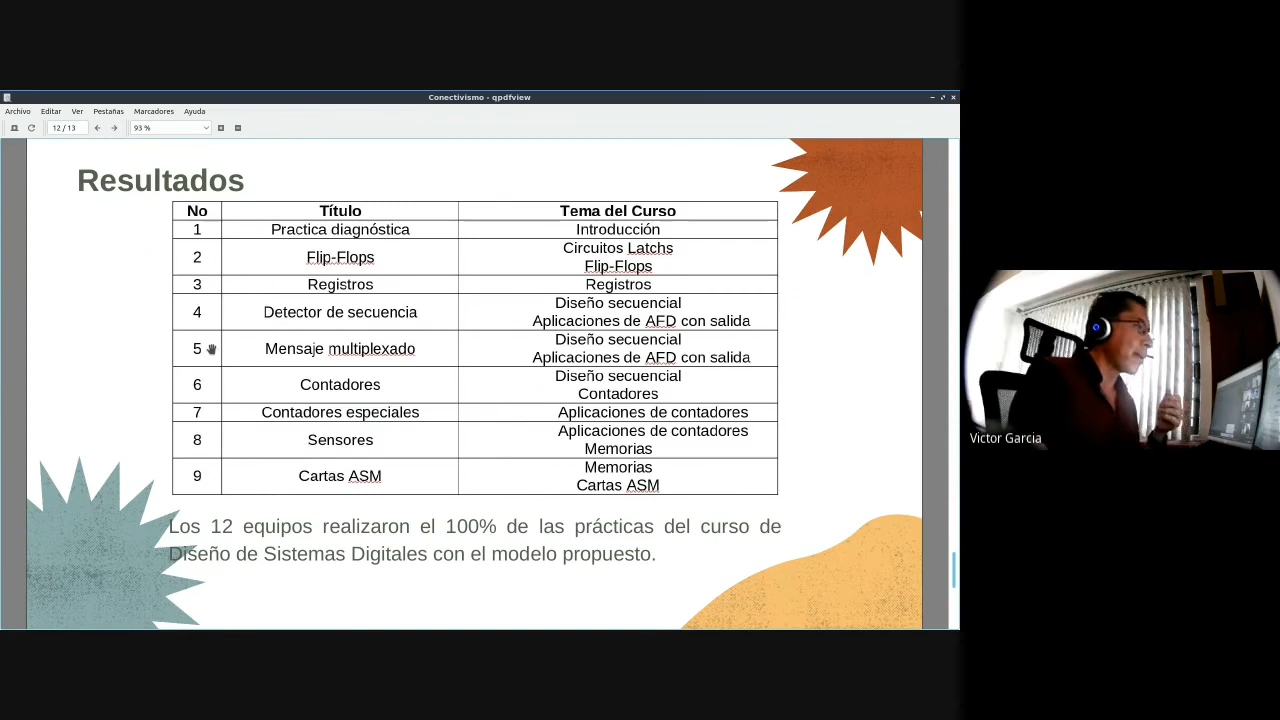 Conectivismo - qpdfview
Archivo Editar Ver Pestañas Marcadores Ayuda
12 / 13 93 %
Resultados
No Título Tema del Curso
1 Practica diagnóstica Introducción
2 Flip-Flops Circuitos Latchs
Flip-Flops
3 Registros Registros
4 Detector de secuencia Diseño secuencial
Aplicaciones de AFD con salida
5 Mensaje multiplexado Diseño secuencial
Aplicaciones de AFD con salida
6 Contadores Diseño secuencial
Contadores
7 Contadores especiales Aplicaciones de contadores
8 Sensores Aplicaciones de contadores
Memorias
9 Cartas ASM Memorias
Cartas ASM
Los 12 equipos realizaron el 100% de las prácticas del curso de
Diseño de Sistemas Digitales con el modelo propuesto.
Victor Garcia